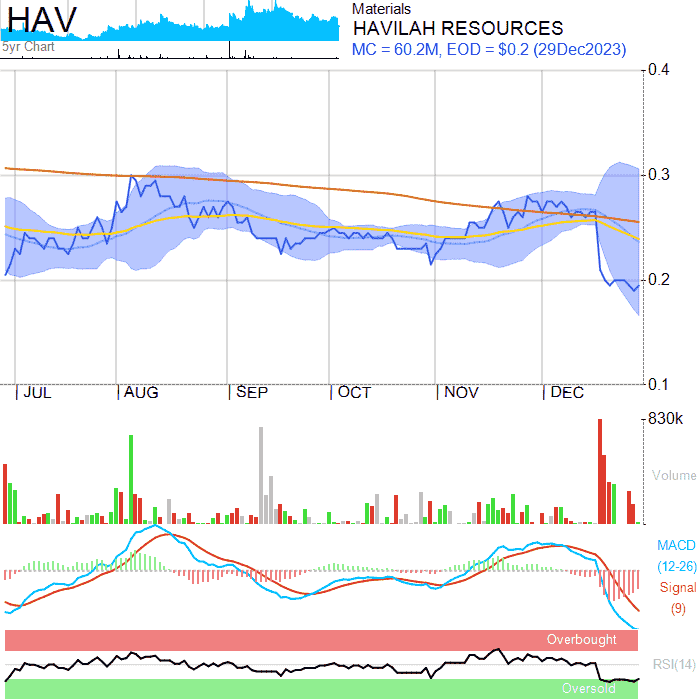 HAV
5yr Chart
Materials
HAVILAH RESOURCES
MC = 60.2M, EOD = $0.2 (29Dec2023)
0.4
0.3
0.2
0.1
JUL AUG SEP OCT NOV DEC
830k
Volume
MACD
(12-26)
Signal
(9)
Overbought
RSI(14)
Oversold